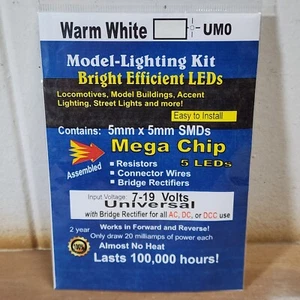 Warm White UMO
Model-Lighting Kit
Bright Efficient LEDs
Locomotives, Model Buildings, Accent
Lighting, Street Lights and more!
Easy to Install
Contains: 5mm x 5mm SMDs
Mega Chip
5 LEDs
Assembled
▪ Resistors
▪ Connector Wires
▪ Bridge Rectifiers
Input Voltage: 7-19 Volts
Universal
with Bridge Rectifier for all AC, DC, or DCC use
Works in Forward and Reverse!
2 year
Only draw 20 milliamps of power each
Almost No Heat
Lasts 100,000 hours!